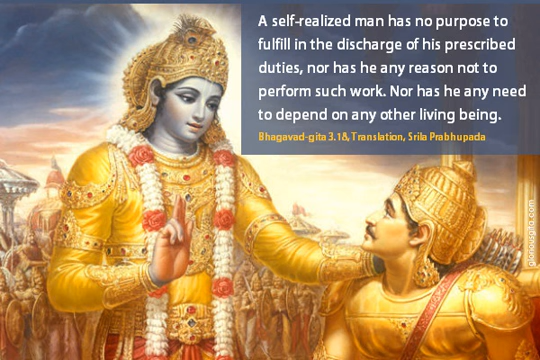 A self-realized man has no purpose to
fulfill in the discharge of his prescribed
duties, nor has he any reason not to
perform such work. Nor has he any need
to depend on any other living being.
Bhagavad-gita 3.18, Translation, Srila Prabhupada
gloriousgita.com